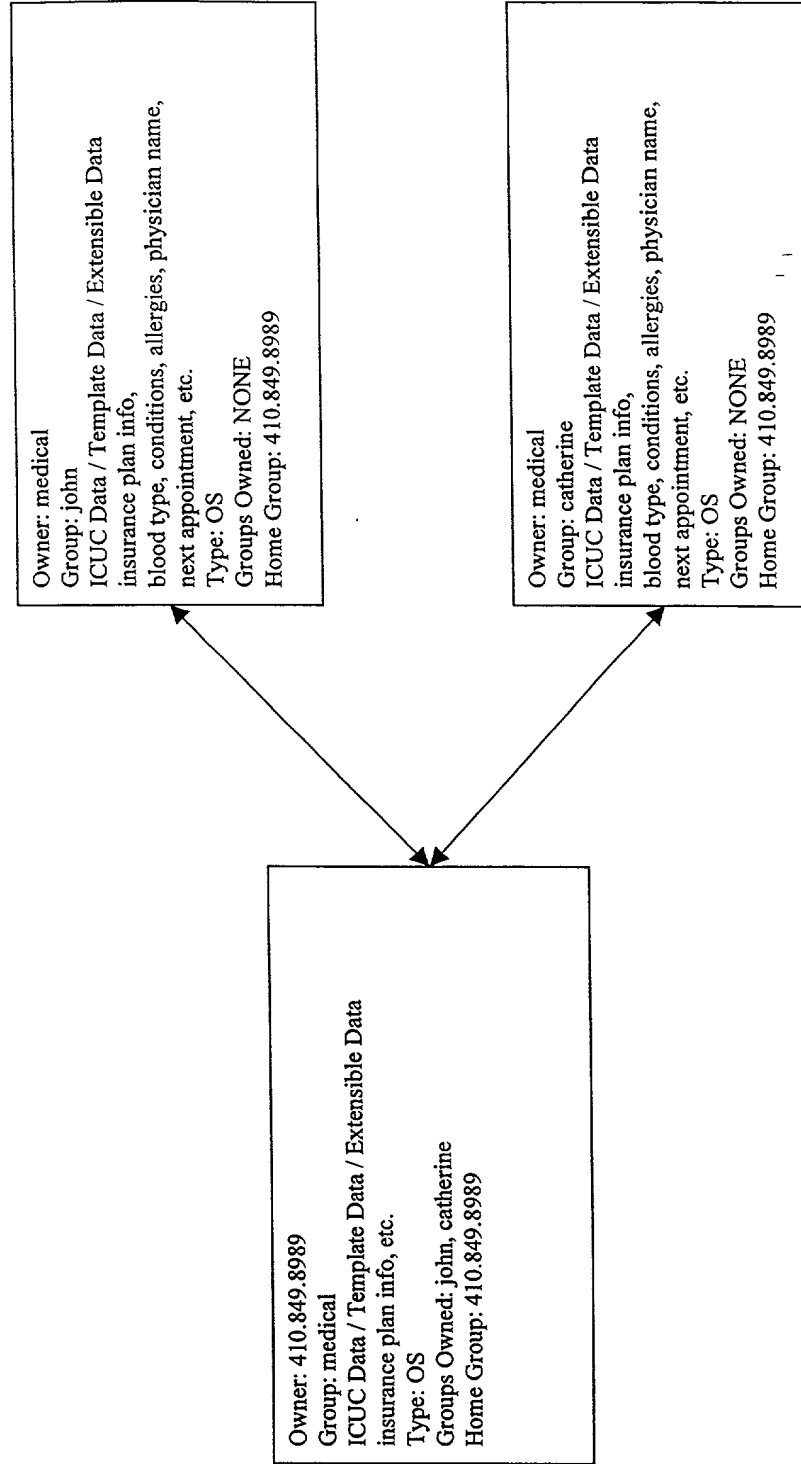 Owner: 410.849.8989
Group: medical
ICUC Data / Template Data / Extensible Data
insurance plan info, etc.
Type: OS
Groups Owned: john, catherine
Home Group: 410.849.8989
Owner: medical
Group: john
ICUC Data / Template Data / Extensible Data
insurance plan info,
blood type, conditions, allergies, physician name,
next appointment, etc.
Type: OS
Groups Owned: NONE
Home Group: 410.849.8989
Owner: medical
Group: catherine
ICUC Data / Template Data / Extensible Data
insurance plan info,
blood type, conditions, allergies, physician name,
next appointment, etc.
Type: OS
Groups Owned: NONE
Home Group: 410.849.8989